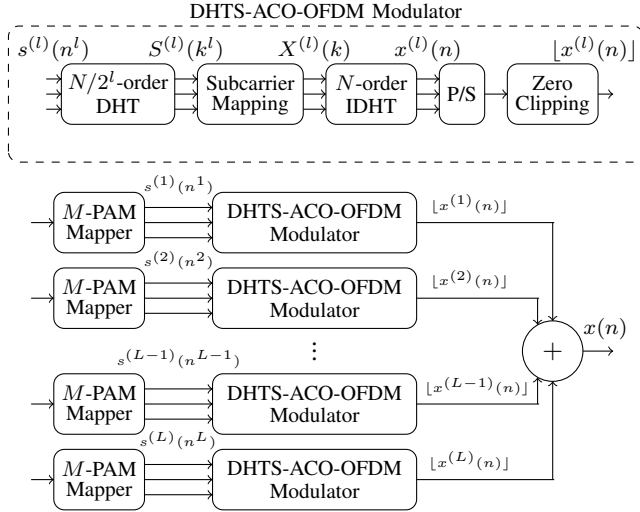 DHTS-ACO-OFDM Modulator
s^{(l)}(n^l) S^{(l)}(k^l) X^{(l)}(k) x^{(l)}(n) ⌊x^{(l)}(n)⌋
N/2^l-order DHT
Subcarrier Mapping
N-order IDHT
P/S
Zero Clipping
M-PAM Mapper
s^{(1)}(n^1)
DHTS-ACO-OFDM Modulator
⌊x^{(1)}(n)⌋
M-PAM Mapper
s^{(2)}(n^2)
DHTS-ACO-OFDM Modulator
⌊x^{(2)}(n)⌋
+
x(n)
⋮
M-PAM Mapper
s^{(L−1)}(n^{L−1})
DHTS-ACO-OFDM Modulator
⌊x^{(L−1)}(n)⌋
M-PAM Mapper
s^{(L)}(n^L)
DHTS-ACO-OFDM Modulator
⌊x^{(L)}(n)⌋